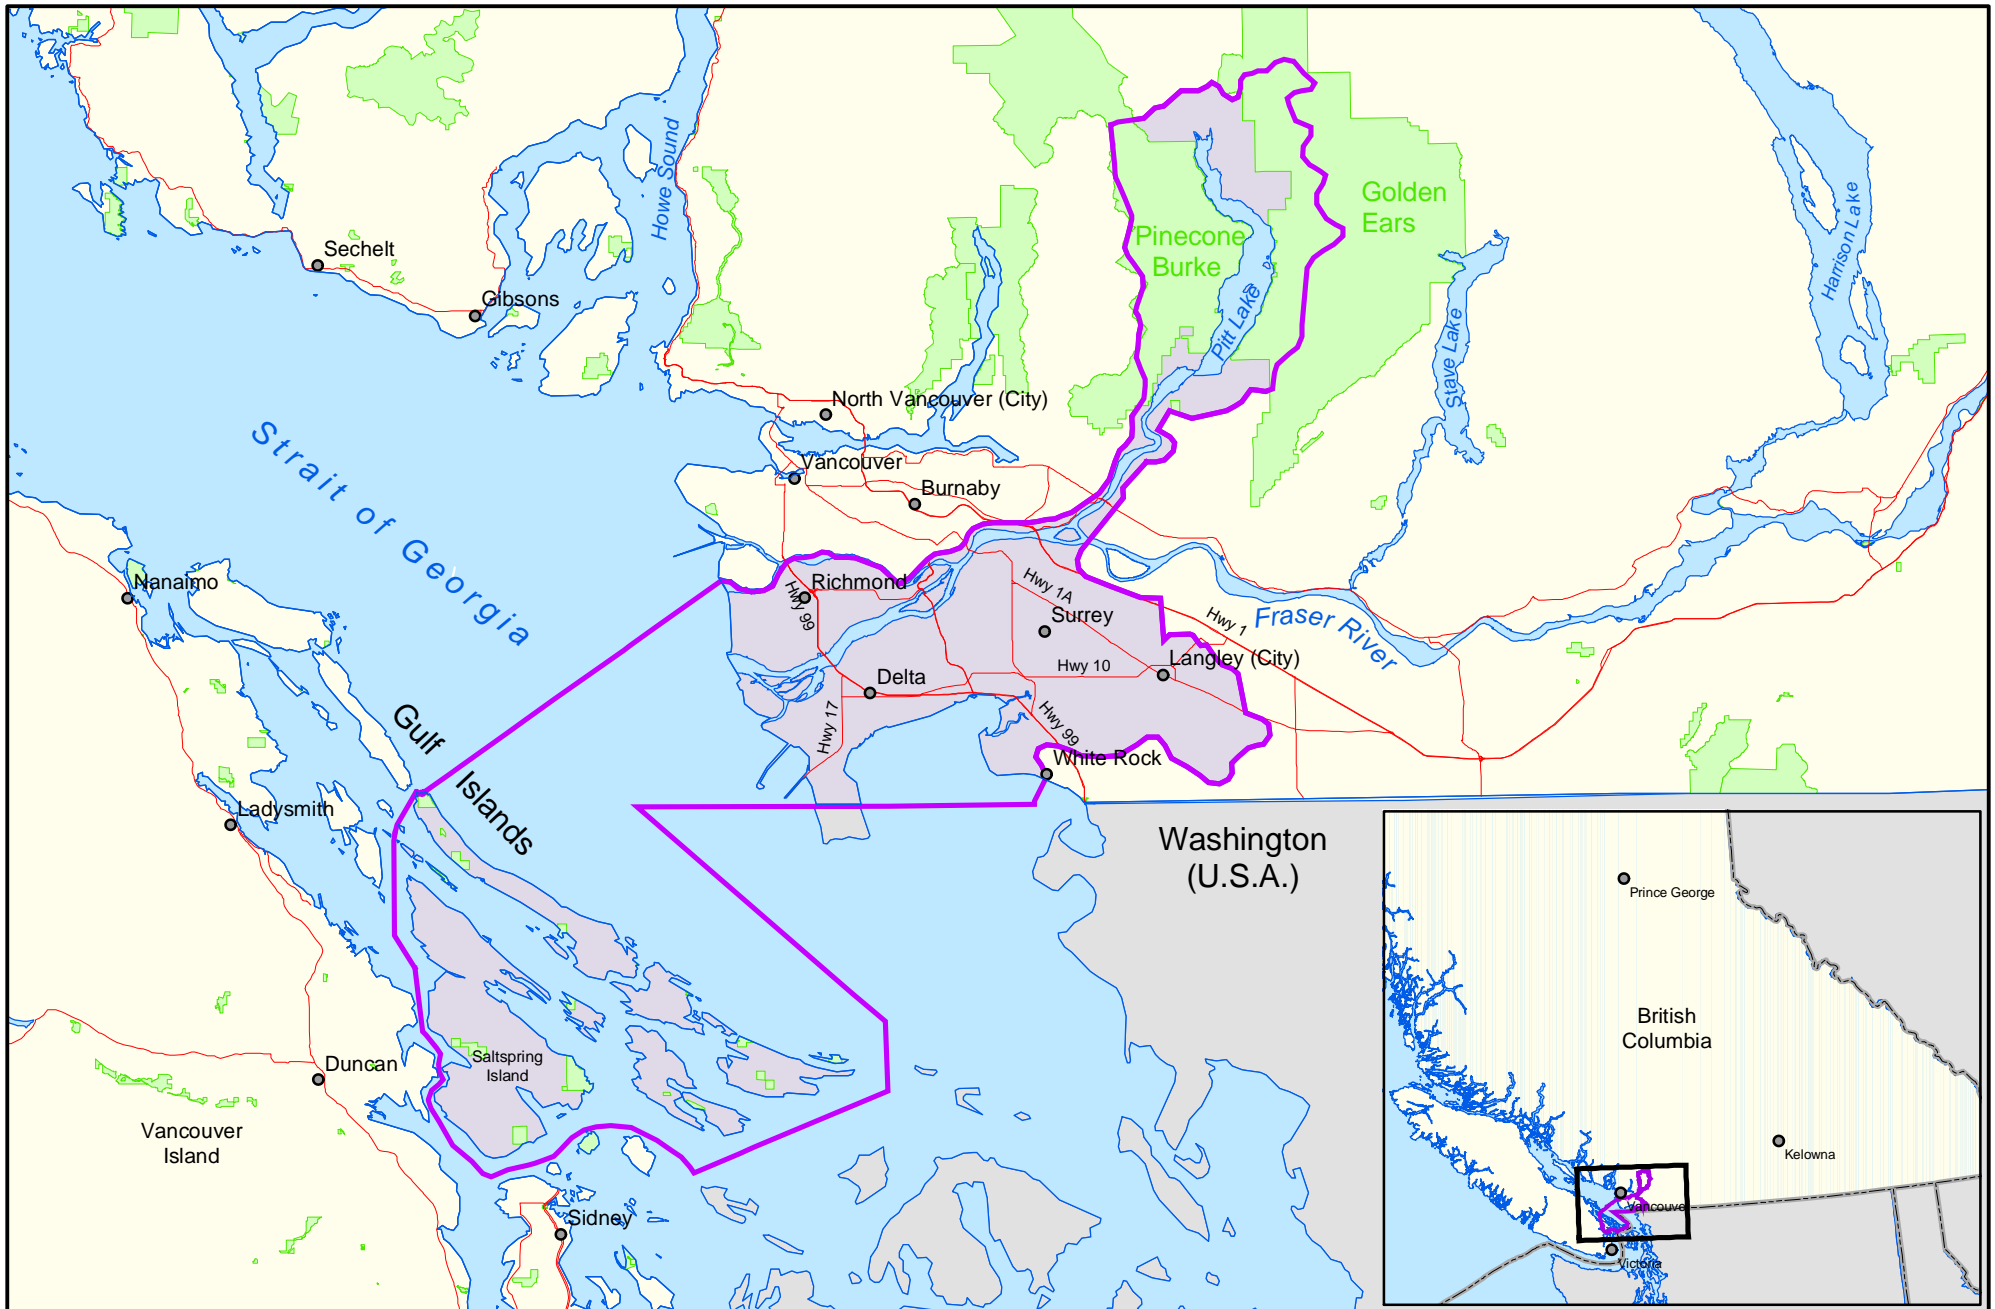 Howe Sound
Golden
Ears
Pinecone
Burke
Harrison Lake
Sechelt
Gibsons
Pitt Lake
Stave Lake
North Vancouver (City)
Strait of Georgia
Vancouver
Burnaby
Nanaimo
Richmond
Hwy 99
Hwy 1A
Surrey
Hwy 1
Fraser River
Langley (City)
Hwy 10
Delta
Hwy 17
Hwy 99
White Rock
Gulf
Islands
Ladysmith
Washington
(U.S.A.)
Prince George
British
Columbia
Saltspring
Island
Duncan
Vancouver
Island
Kelowna
Sidney
Vancouver
Victoria